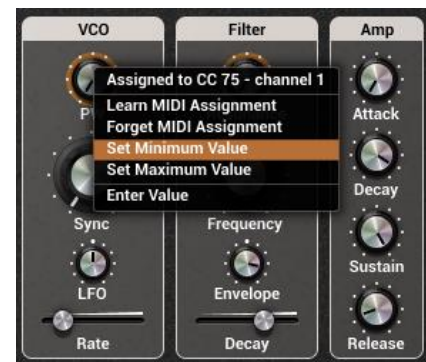 VCO
Filter
Amp
Assigned to CC 75 - channel 1
Learn MIDI Assignment
Forget MIDI Assignment
Set Minimum Value
Set Maximum Value
Enter Value
Attack
Decay
Sync
Frequency
Sustain
LFO
Envelope
Rate
Decay
Release